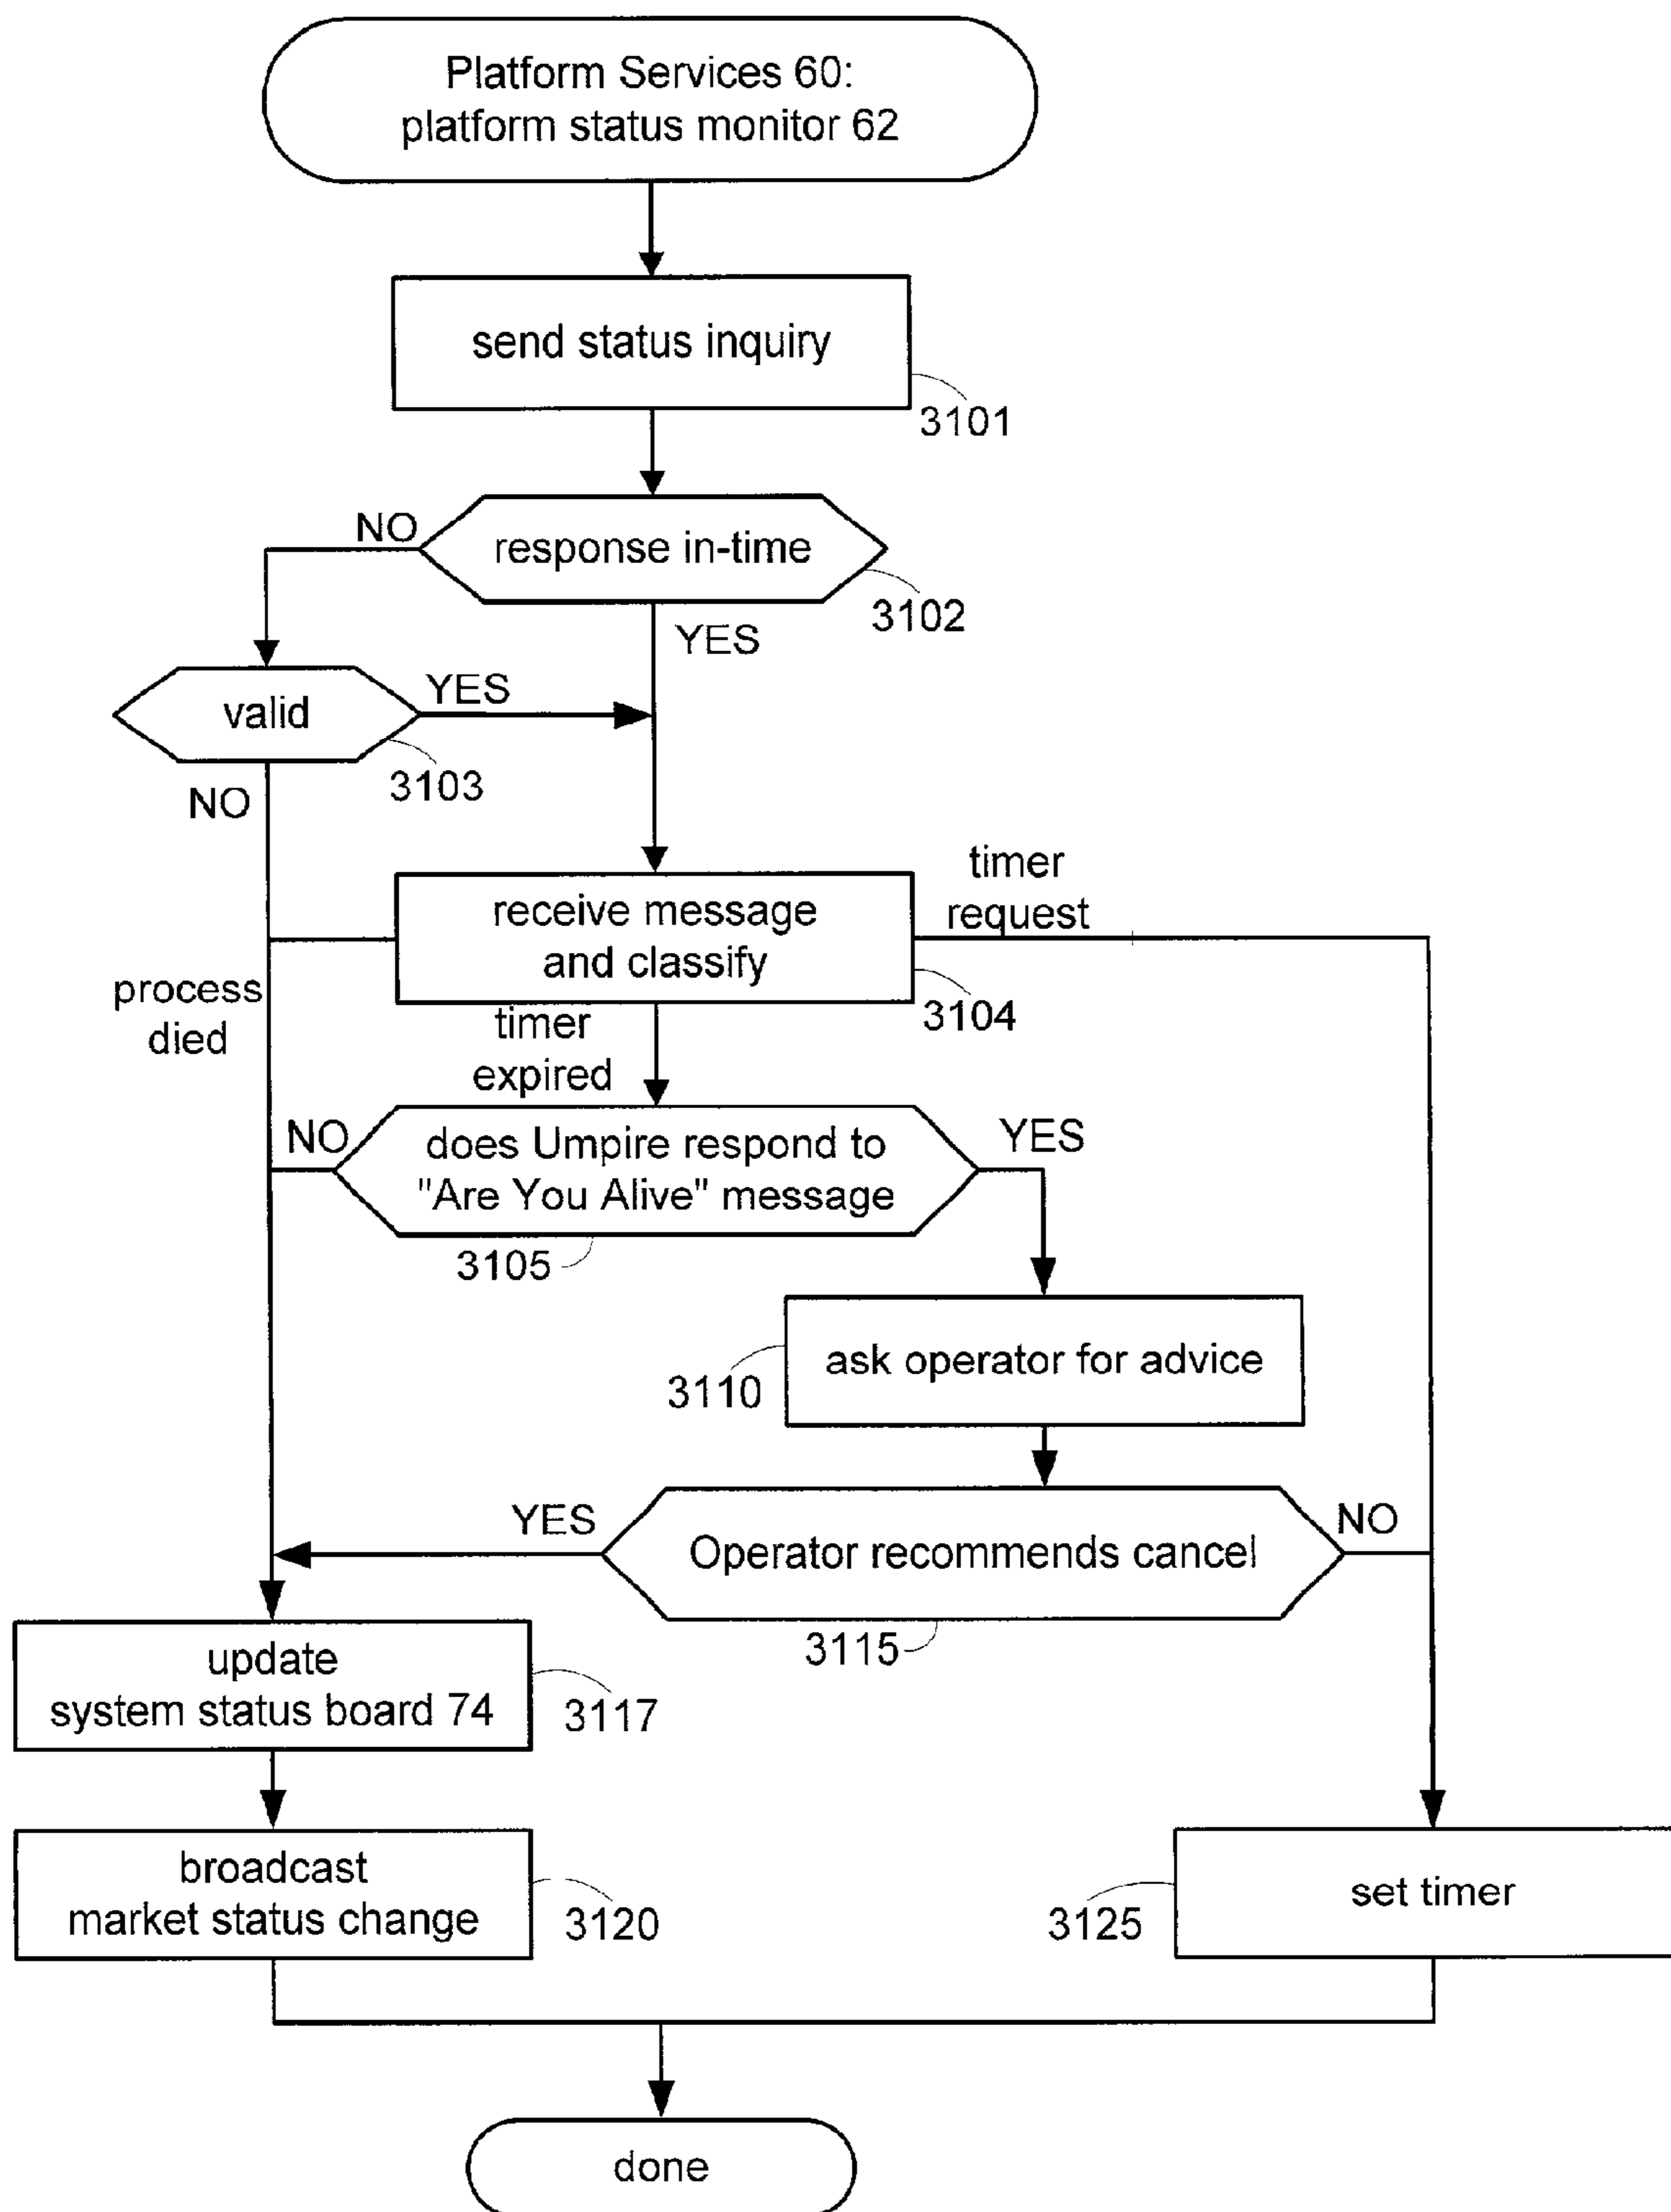 Platform Services 60:
platform status monitor 62
send status inquiry
3101
NO
response in-time
3102
YES
valid
YES
3103
NO
timer
request
receive message
and classify
3104
process
died
timer
expired
NO
does Umpire respond to
"Are You Alive" message
YES
3105
ask operator for advice
3110
YES
Operator recommends cancel
NO
3115
update
system status board 74
3117
broadcast
market status change
3120
set timer
3125
done